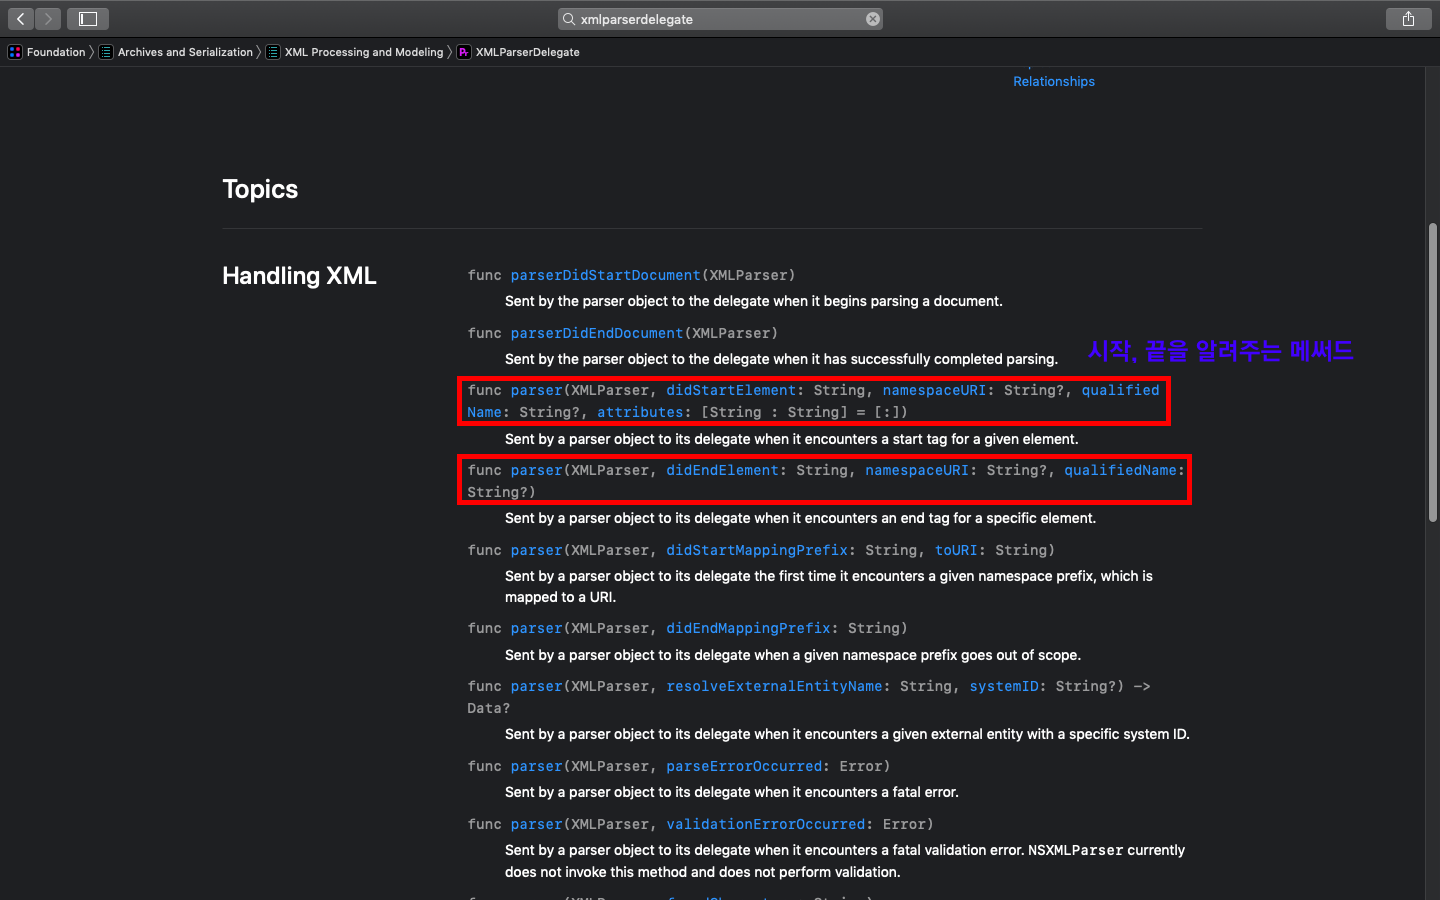 xmlparserdelegate
Foundation
Archives and Serialization
XML Processing and Modeling
XMLParserDelegate
Relationships
Topics
Handling XML
func parserDidStartDocument(XMLParser)
Sent by the parser object to the delegate when it begins parsing a document.
func parserDidEndDocument(XMLParser)
Sent by the parser object to the delegate when it has successfully completed parsing.
시작, 끝을 알려주는 메써드
func parser(XMLParser, didStartElement: String, namespaceURI: String?, qualified
Name: String?, attributes: [String : String] = [:])
Sent by a parser object to its delegate when it encounters a start tag for a given element.
func parser(XMLParser, didEndElement: String, namespaceURI: String?, qualifiedName:
String?)
Sent by a parser object to its delegate when it encounters an end tag for a specific element.
func parser(XMLParser, didStartMappingPrefix: String, toURI: String)
Sent by a parser object to its delegate the first time it encounters a given namespace prefix, which is
mapped to a URI.
func parser(XMLParser, didEndMappingPrefix: String)
Sent by a parser object to its delegate when a given namespace prefix goes out of scope.
func parser(XMLParser, resolveExternalEntityName: String, systemID: String?) ->
Data?
Sent by a parser object to its delegate when it encounters a given external entity with a specific system ID.
func parser(XMLParser, parseErrorOccurred: Error)
Sent by a parser object to its delegate when it encounters a fatal error.
func parser(XMLParser, validationErrorOccurred: Error)
Sent by a parser object to its delegate when it encounters a fatal validation error. NSXMLParser currently
does not invoke this method and does not perform validation.